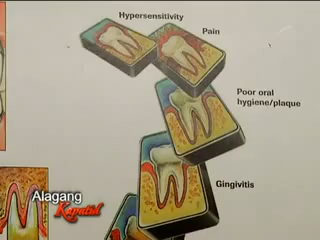 Hypersensitivity
Pain
Poor oral
hygiene/plaque
Gingivitis
Alagang
Kapatid